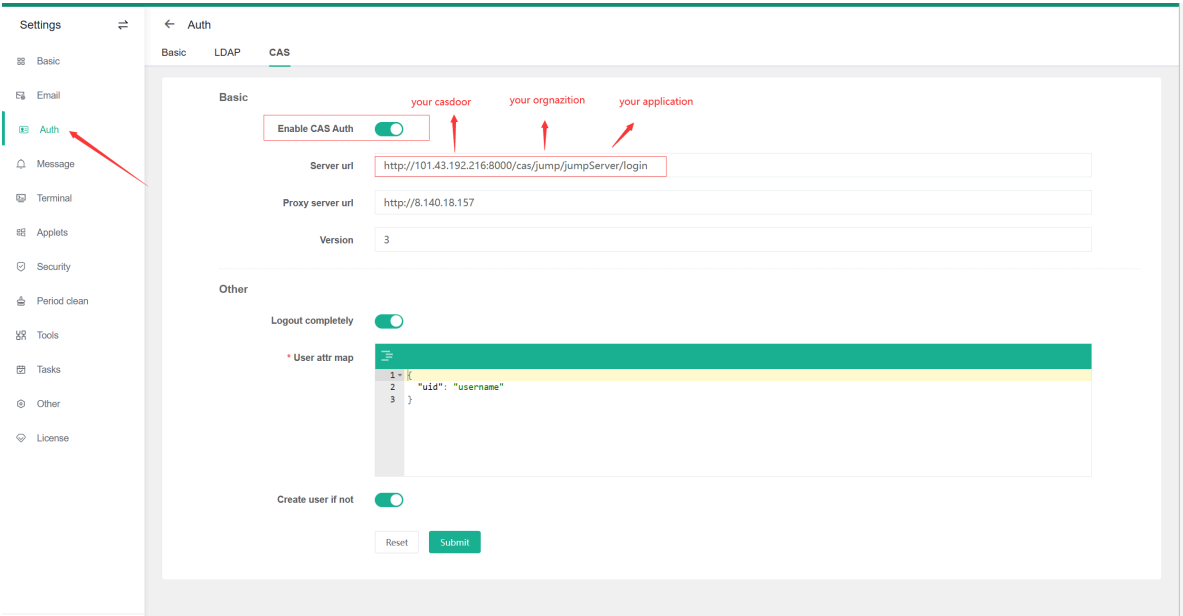 Settings
Auth
Basic LDAP CAS
Basic
Email
Auth
Message
Terminal
Applets
Security
Period clean
Tools
Tasks
Other
License
Basic
your casdoor your orgnazition your application
Enable CAS Auth
Server url http://101.43.192.216:8000/cas/jump/jumpServer/login
Proxy server url http://8.140.18.157
Version 3
Other
Logout completely
* User attr map
1 {
2 "uid": "username"
3 }
Create user if not
Reset Submit